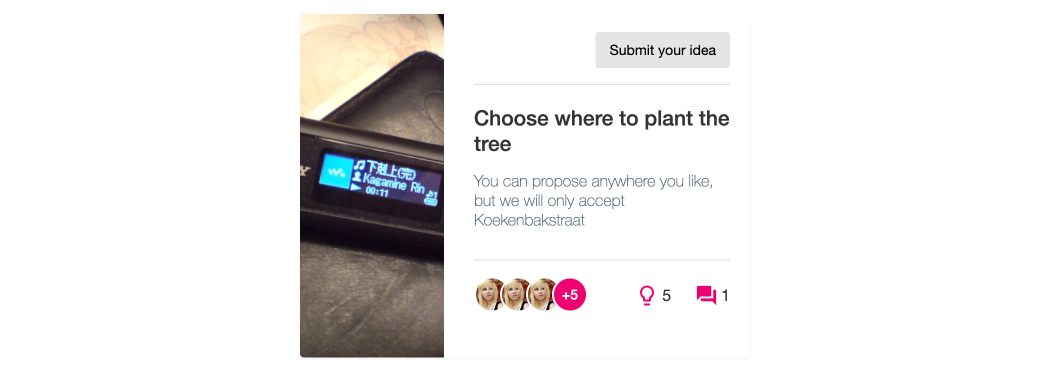 Submit your idea
Choose where to plant the
tree
You can propose anywhere you like,
but we will only accept
Koekenbakstraat
下剋上(完)
Kagamine Rin
00:11
+5
5
1